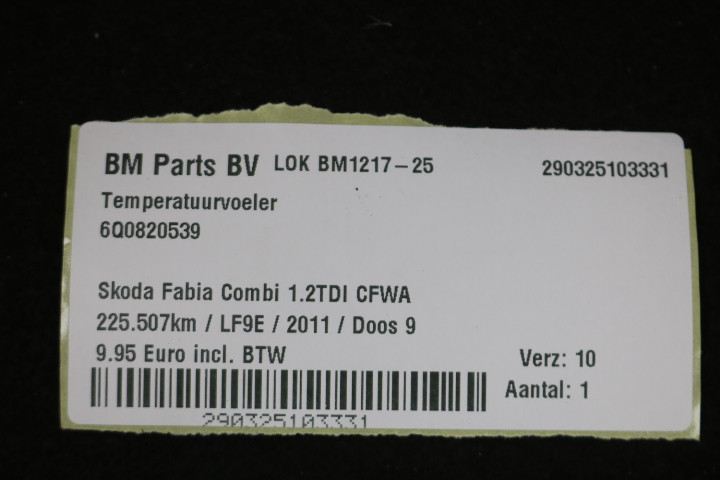 BM Parts BV LOK BM1217-25 290325103331
Temperatuurvoeler
6Q0820539
Skoda Fabia Combi 1.2TDI CFWA
225.507km / LF9E / 2011 / Doos 9
9.95 Euro incl. BTW Verz: 10
Aantal: 1
290325103331